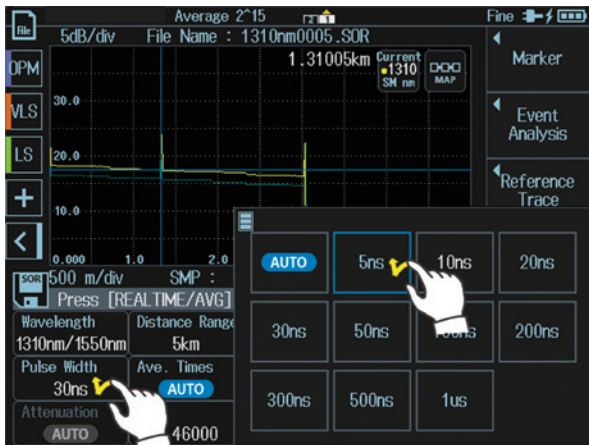 File
Average 2^15
Fine
5dB/div
File Name : 1310nm0005.SOR
1.31005km
Current
1310
SM nm
MAP
OPM
VLS
LS
+
<
30.0
20.0
10.0
0.000
1.0
2.0
Marker
Event Analysis
Reference Trace
SOR
500 m/div
SMP :
Press [REALTIME/AVG]
Wavelength
1310nm/1550nm
Distance Range
5km
Pulse Width
30ns
Ave. Times
AUTO
Attenuation
AUTO
46000
AUTO
5ns
10ns
20ns
30ns
50ns
100ns
200ns
300ns
500ns
1us